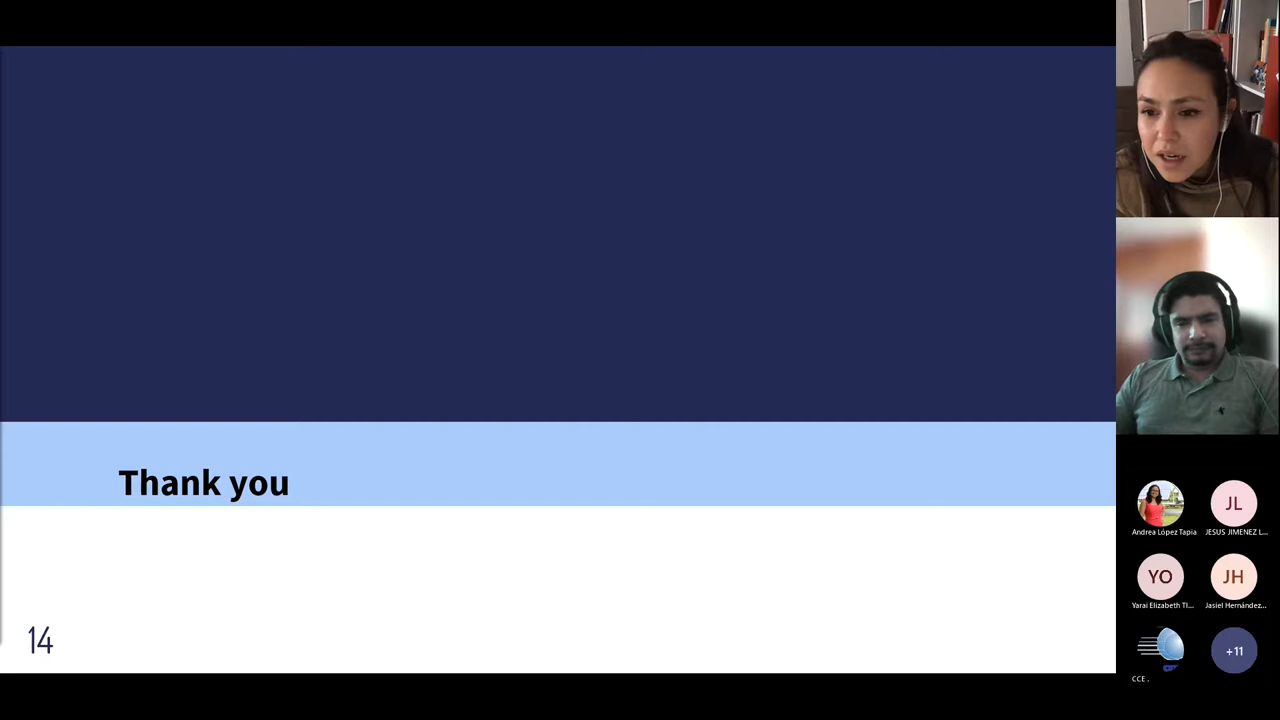 Thank you
14
Andrea López Tapia
JL
JESUS JIMENEZ L...
YO
Yarai Elizabeth Tl...
JH
Jasiel Hernández...
CCE .
+11